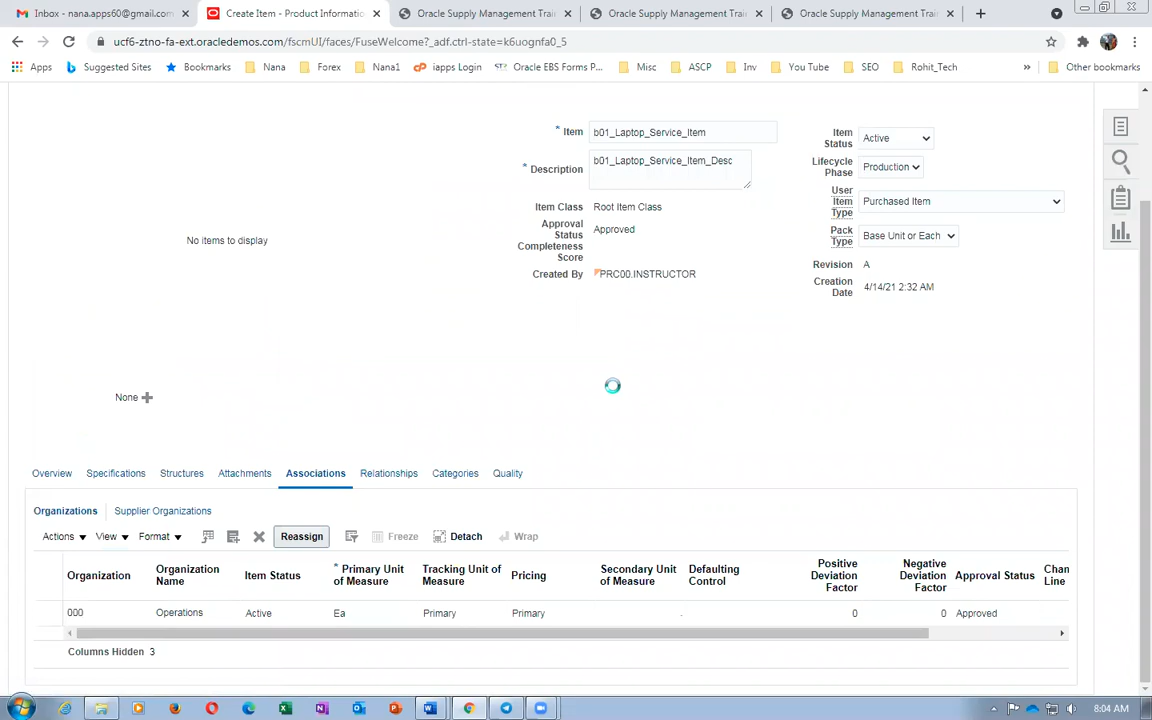 Inbox - nana.apps60@gmail.com
Create Item - Product Informatio
Oracle Supply Management Trai
Oracle Supply Management Trai
Oracle Supply Management Trai
ucf6-ztno-fa-ext.oracledemos.com/fscmUI/faces/FuseWelcome?_adf.ctrl-state=k6uognfa0_5
Apps Suggested Sites Bookmarks Nana Forex Nana1 iapps Login Oracle EBS Forms P... Misc ASCP Inv You Tube SEO Rohit_Tech » Other bookmarks
* Item b01_Laptop_Service_Item
* Description b01_Laptop_Service_Item_Desc
Item Class Root Item Class
Approval Status Approved
Completeness Score
Created By PRC00.INSTRUCTOR
Item Status Active
Lifecycle Phase Production
User Item Type Purchased Item
Pack Type Base Unit or Each
Revision A
Creation Date 4/14/21 2:32 AM
No items to display
None
Overview Specifications Structures Attachments Associations Relationships Categories Quality
Organizations Supplier Organizations
Actions View Format Reassign Freeze Detach Wrap
Organization Organization Name Item Status * Primary Unit of Measure Tracking Unit of Measure Pricing Secondary Unit of Measure Defaulting Control Positive Deviation Factor Negative Deviation Factor Approval Status Chan Line
000 Operations Active Ea Primary Primary 0 0 Approved
Columns Hidden 3
8:04 AM